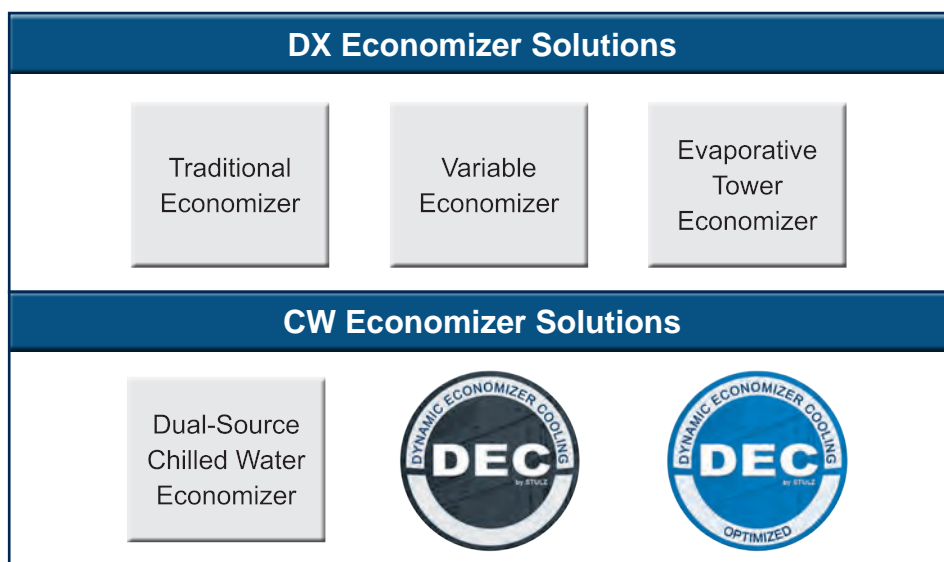 DX Economizer Solutions
Traditional
Economizer
Variable
Economizer
Evaporative
Tower
Economizer
CW Economizer Solutions
Dual-Source
Chilled Water
Economizer
DYNAMIC ECONOMIZER COOLING
DEC
by STULZ
DYNAMIC ECONOMIZER COOLING
DEC
by STULZ
OPTIMIZED